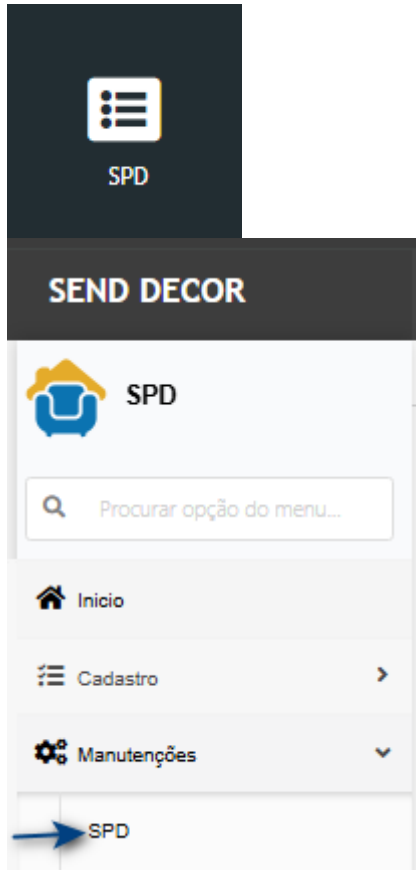 SPD
SEND DECOR
SPD
Procurar opção do menu...
Inicio
Cadastro
Manutenções
SPD